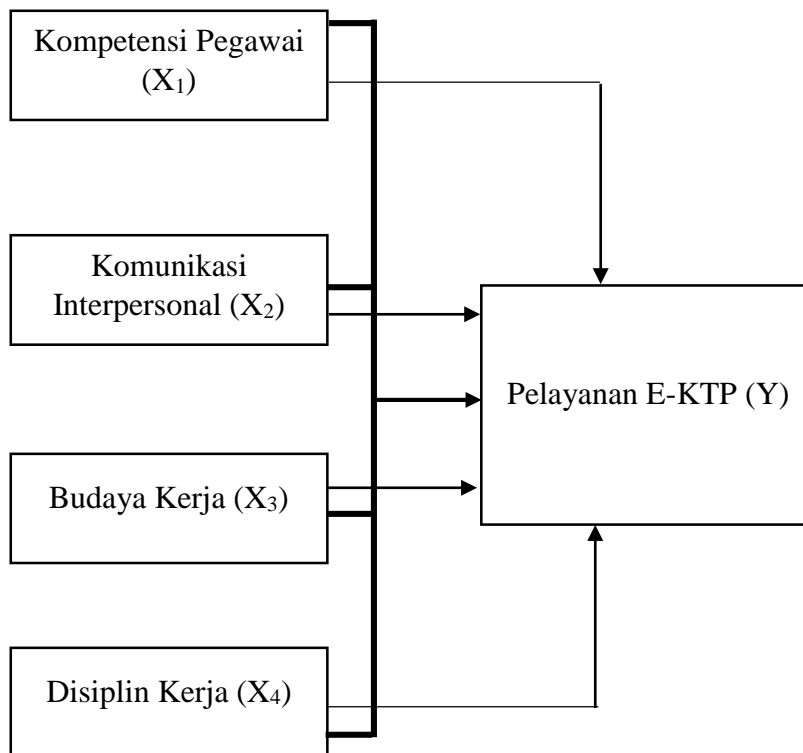 Kompetensi Pegawai
(X₁)
Komunikasi
Interpersonal (X₂)
Pelayanan E-KTP (Y)
Budaya Kerja (X₃)
Disiplin Kerja (X₄)